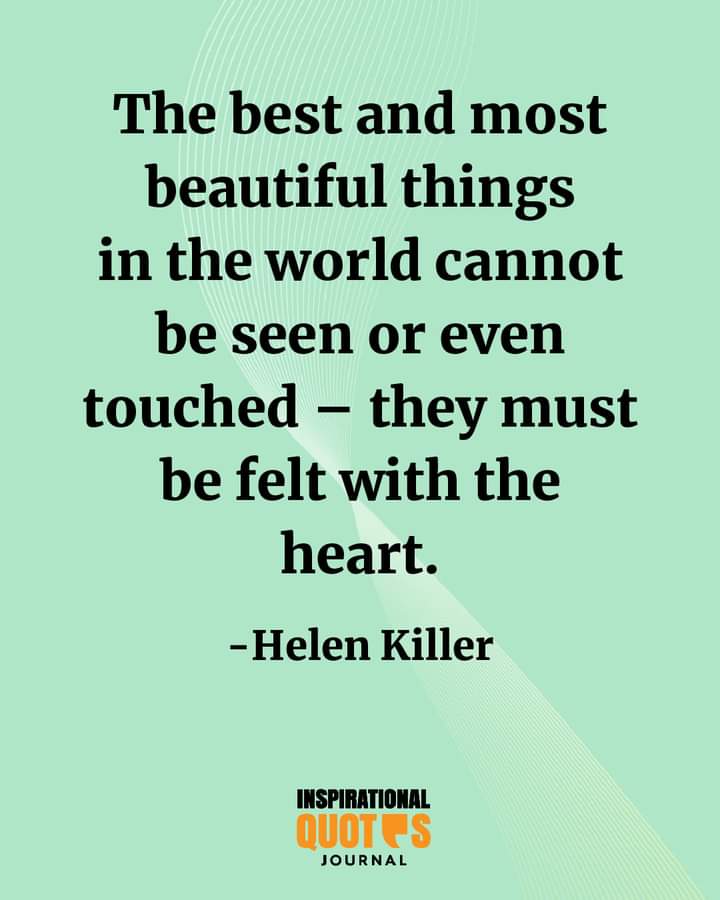 The best and most
beautiful things
in the world cannot
be seen or even
touched – they must
be felt with the
heart.
-Helen Killer
INSPIRATIONAL
QUOTES
JOURNAL